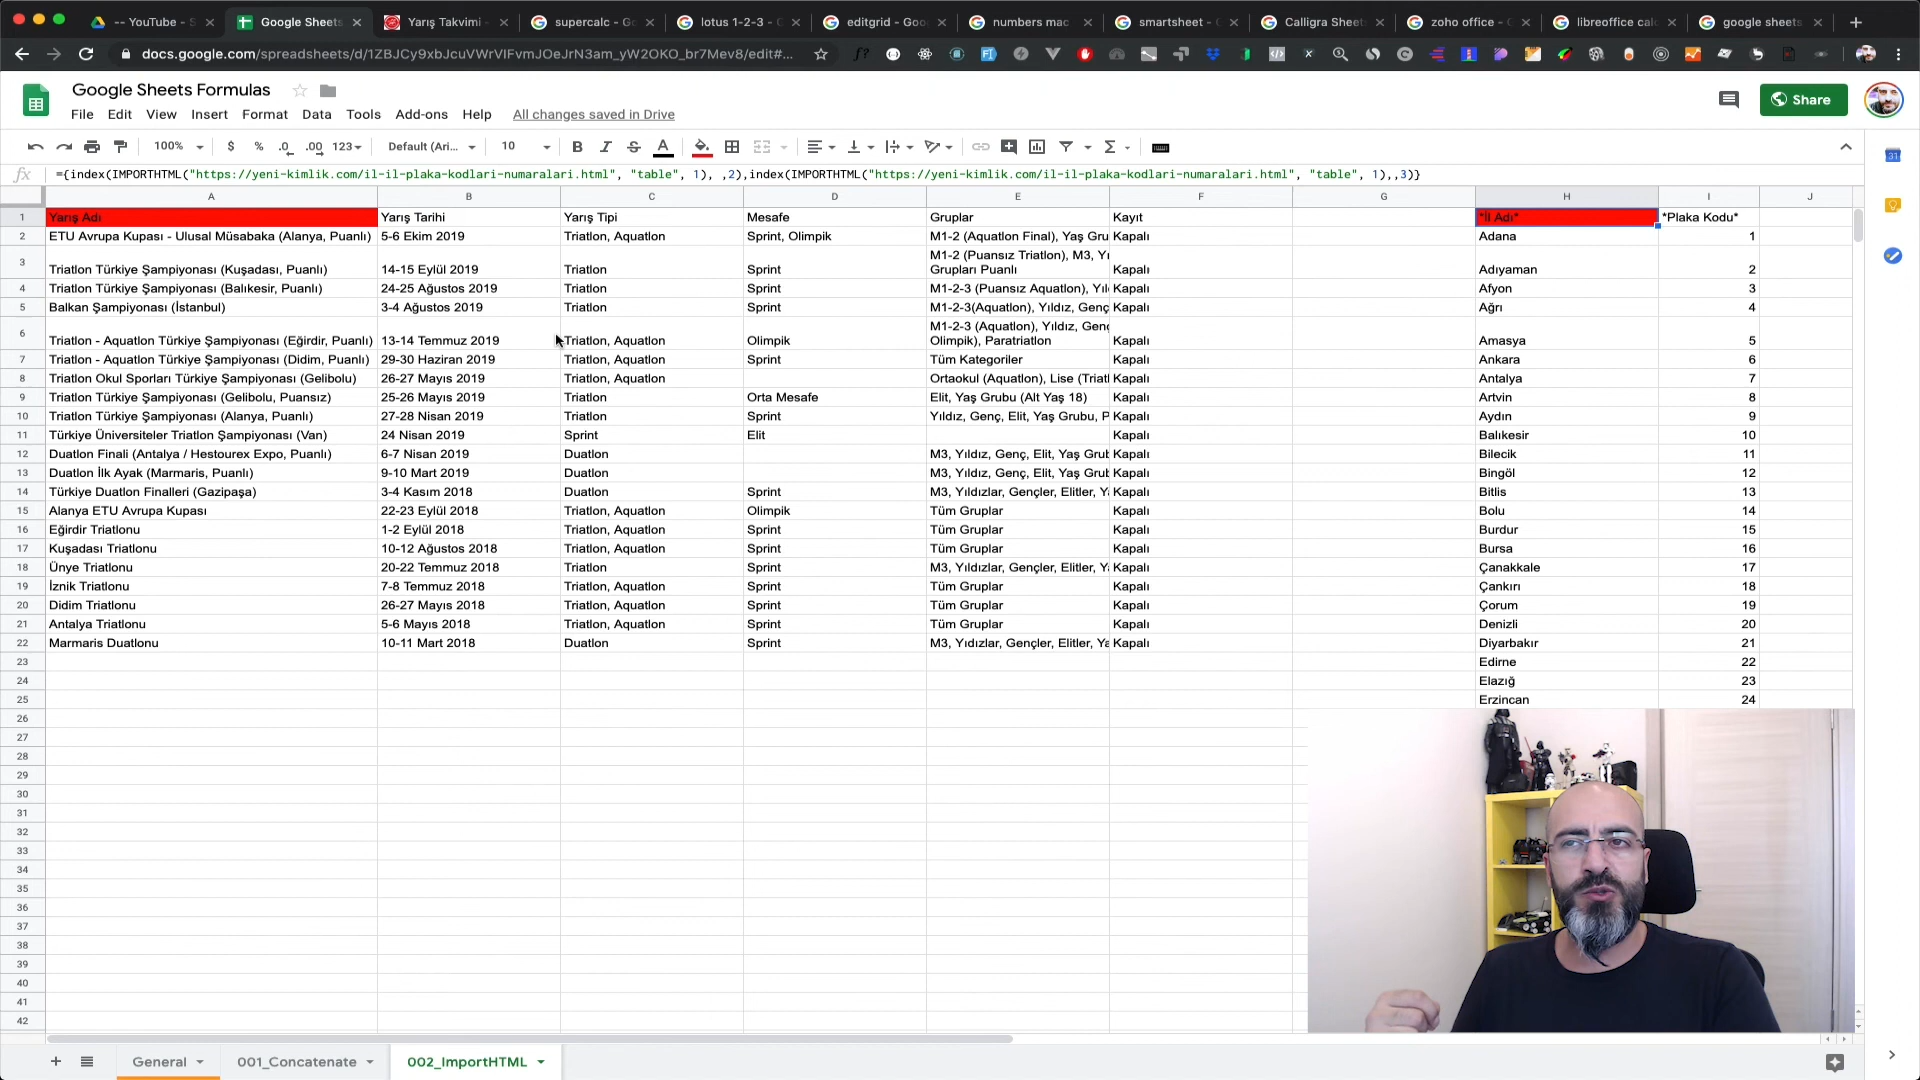 -- YouTube - S
Google Sheets
Yarış Takvimi -
supercalc - Go
lotus 1-2-3 - G
editgrid - Goo
numbers mac
smartsheet - G
Calligra Sheet
zoho office - G
libreoffice calc
google sheets
docs.google.com/spreadsheets/d/1ZBJCy9xbJcuVWrVIFvmJOeJrN3am_yW2OKO_br7Mev8/edit#...
Google Sheets Formulas
Share
File Edit View Insert Format Data Tools Add-ons Help All changes saved in Drive
100% $ % .0 .00 123 Default (Ari... 10 B I S A
fx ={index(IMPORTHTML("https://yeni-kimlik.com/il-il-plaka-kodlari-numaralari.html", "table", 1), ,2),index(IMPORTHTML("https://yeni-kimlik.com/il-il-plaka-kodlari-numaralari.html", "table", 1),,3)}
A B C D E F G H I J
1 Yarış Adı Yarış Tarihi Yarış Tipi Mesafe Gruplar Kayıt *İl Adı* *Plaka Kodu*
2 ETU Avrupa Kupası - Ulusal Müsabaka (Alanya, Puanlı) 5-6 Ekim 2019 Triatlon, Aquatlon Sprint, Olimpik M1-2 (Aquatlon Final), Yaş Gru Kapalı Adana 1
M1-2 (Puansız Triatlon), M3, Yı
3 Triatlon Türkiye Şampiyonası (Kuşadası, Puanlı) 14-15 Eylül 2019 Triatlon Sprint Grupları Puanlı Kapalı Adıyaman 2
4 Triatlon Türkiye Şampiyonası (Balıkesir, Puanlı) 24-25 Ağustos 2019 Triatlon Sprint M1-2-3 (Puansız Aquatlon), Yıl Kapalı Afyon 3
5 Balkan Şampiyonası (İstanbul) 3-4 Ağustos 2019 Triatlon Sprint M1-2-3(Aquatlon), Yıldız, Genç Kapalı Ağrı 4
M1-2-3 (Aquatlon), Yıldız, Genç
6 Triatlon - Aquatlon Türkiye Şampiyonası (Eğirdir, Puanlı) 13-14 Temmuz 2019 Triatlon, Aquatlon Olimpik Olimpik), Paratriatlon Kapalı Amasya 5
7 Triatlon - Aquatlon Türkiye Şampiyonası (Didim, Puanlı) 29-30 Haziran 2019 Triatlon, Aquatlon Sprint Tüm Kategoriler Kapalı Ankara 6
8 Triatlon Okul Sporları Türkiye Şampiyonası (Gelibolu) 26-27 Mayıs 2019 Triatlon, Aquatlon Ortaokul (Aquatlon), Lise (Triatl Kapalı Antalya 7
9 Triatlon Türkiye Şampiyonası (Gelibolu, Puansız) 25-26 Mayıs 2019 Triatlon Orta Mesafe Elit, Yaş Grubu (Alt Yaş 18) Kapalı Artvin 8
10 Triatlon Türkiye Şampiyonası (Alanya, Puanlı) 27-28 Nisan 2019 Triatlon Sprint Yıldız, Genç, Elit, Yaş Grubu, P Kapalı Aydın 9
11 Türkiye Üniversiteler Triatlon Şampiyonası (Van) 24 Nisan 2019 Sprint Elit Kapalı Balıkesir 10
12 Duatlon Finali (Antalya / Hestourex Expo, Puanlı) 6-7 Nisan 2019 Duatlon M3, Yıldız, Genç, Elit, Yaş Grub Kapalı Bilecik 11
13 Duatlon İlk Ayak (Marmaris, Puanlı) 9-10 Mart 2019 Duatlon M3, Yıldız, Genç, Elit, Yaş Grub Kapalı Bingöl 12
14 Türkiye Duatlon Finalleri (Gazipaşa) 3-4 Kasım 2018 Duatlon Sprint M3, Yıldızlar, Gençler, Elitler, Y Kapalı Bitlis 13
15 Alanya ETU Avrupa Kupası 22-23 Eylül 2018 Triatlon, Aquatlon Olimpik Tüm Gruplar Kapalı Bolu 14
16 Eğirdir Triatlonu 1-2 Eylül 2018 Triatlon, Aquatlon Sprint Tüm Gruplar Kapalı Burdur 15
17 Kuşadası Triatlonu 10-12 Ağustos 2018 Triatlon, Aquatlon Sprint Tüm Gruplar Kapalı Bursa 16
18 Ünye Triatlonu 20-22 Temmuz 2018 Triatlon Sprint M3, Yıldızlar, Gençler, Elitler, Y Kapalı Çanakkale 17
19 İznik Triatlonu 7-8 Temmuz 2018 Triatlon, Aquatlon Sprint Tüm Gruplar Kapalı Çankırı 18
20 Didim Triatlonu 26-27 Mayıs 2018 Triatlon, Aquatlon Sprint Tüm Gruplar Kapalı Çorum 19
21 Antalya Triatlonu 5-6 Mayıs 2018 Triatlon, Aquatlon Sprint Tüm Gruplar Kapalı Denizli 20
22 Marmaris Duatlonu 10-11 Mart 2018 Duatlon Sprint M3, Yıdızlar, Gençler, Elitler, Ya Kapalı Diyarbakır 21
23 Edirne 22
24 Elazığ 23
25 Erzincan 24
26
27
28
29
30
31
32
33
34
35
36
37
38
39
40
41
42
General 001_Concatenate 002_ImportHTML